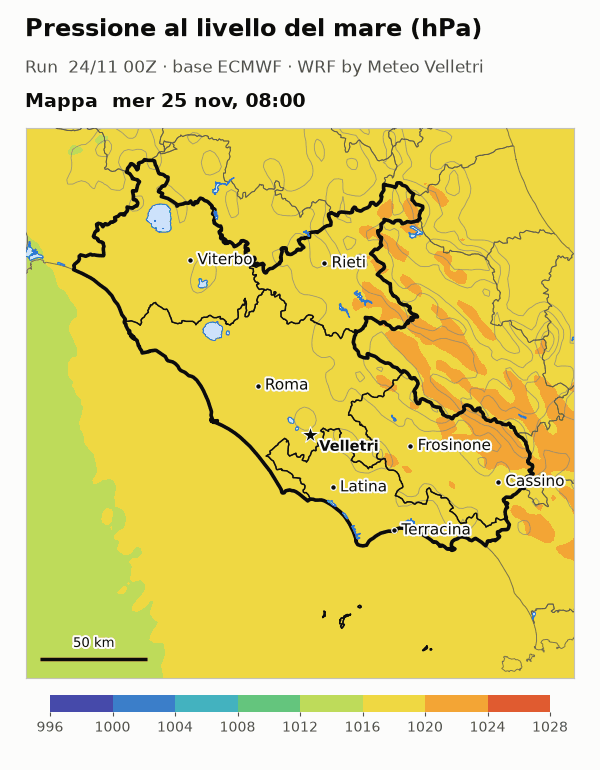 Pressione al livello del mare (hPa)
Run  24/11 00Z · base ECMWF · WRF by Meteo Velletri
Mappa  mer 25 nov, 08:00
Viterbo
Rieti
Roma
Velletri
Frosinone
Cassino
Latina
Terracina
50 km
996 1000 1004 1008 1012 1016 1020 1024 1028